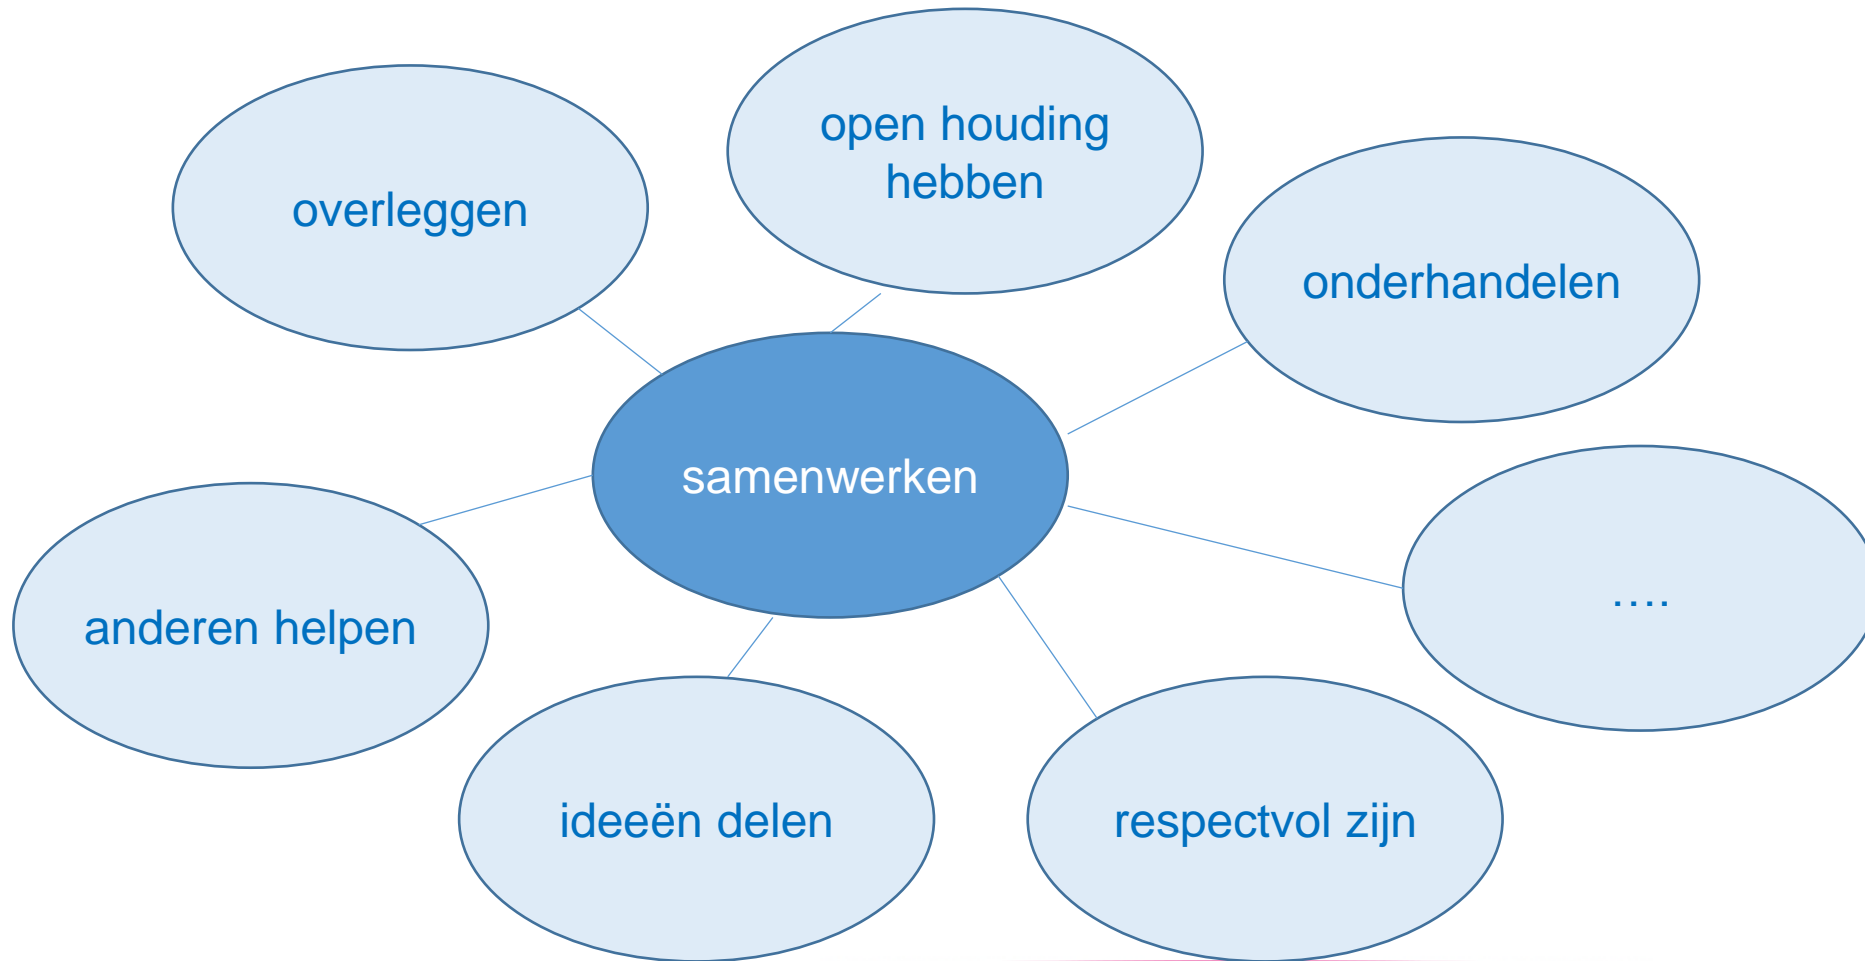 open houding
hebben
overleggen
onderhandelen
samenwerken
….
anderen helpen
ideeën delen
respectvol zijn